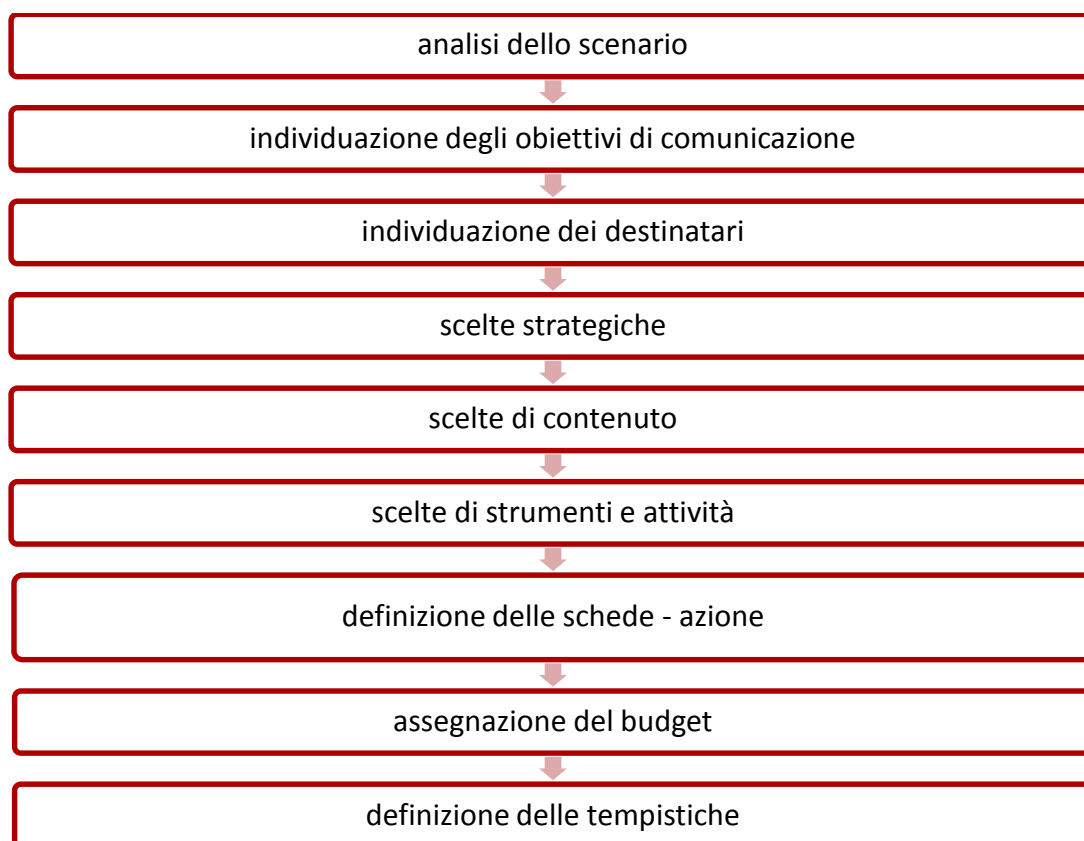 analisi dello scenario
individuazione degli obiettivi di comunicazione
individuazione dei destinatari
scelte strategiche
scelte di contenuto
scelte di strumenti e attività
definizione delle schede - azione
assegnazione del budget
definizione delle tempistiche